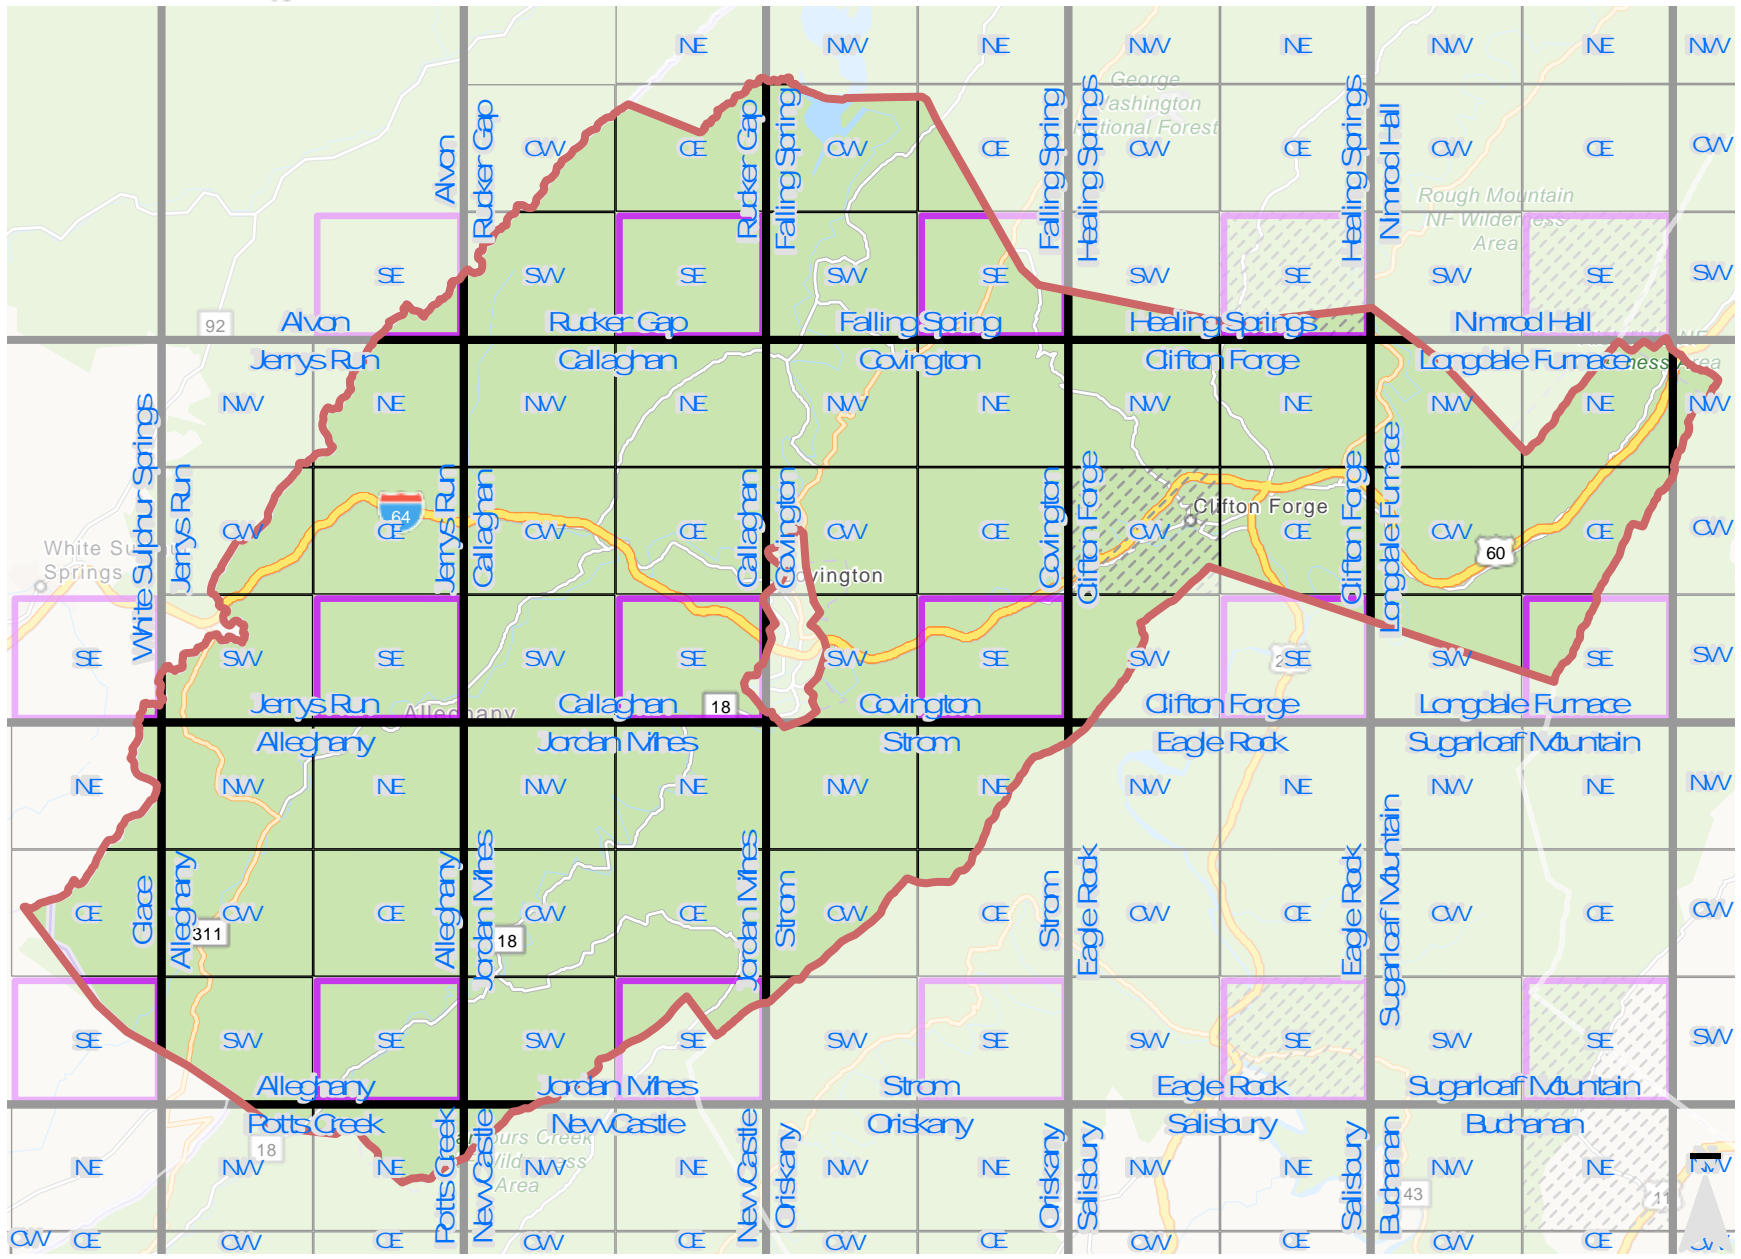 NE NW NE NW NE NW NE NW
George
Washington
National Forest
Alvon
Rucker Gap
CW CE
Rucker Gap
Falling Spring
CW CE
Falling Spring
Healing Springs
CW CE
Healing Springs
Nimrod Hall
CW CE CW
Rough Mountain
NF Wilderness
Area
SE SW SE SW SE SW SE SW SE SW
92
Alvon Rucker Gap Falling Spring Healing Springs Nimrod Hall
Jerrys Run Callaghan Covington Clifton Forge Longdale Furnace
ness Area
NW NE NW NE NW NE NW NE NW NE NW
White Sulphur Springs
Jerrys Run
CW CE
64
Jerrys Run
Callaghan
CW CE
Callaghan
Covington
Covington
Clifton Forge
CW CE
Clifton Forge
Clifton Forge
Longdale Furnace
CW CE CW
60
White Su
Springs
vington
SE SW SE SW SE SW SE SW SE SW SE SW
Jerrys Run Callaghan 18 Covington Clifton Forge Longdale Furnace
Alleghany
Alleghany Jordan Mines Strom Eagle Rock Sugarloaf Mountain
NE NW NE NW NE NW NE NW NE NW NE NW
CE
Glace
Alleghany
CW CE
311
Alleghany
Jordan Mines
CW CE
18
Jordan Mines
Strom
CW CE
Strom
Eagle Rock
CW CE
Eagle Rock
Sugarloaf Mountain
CW CE CW
SE SW SE SW SE SW SE SW SE SW SE SW
Alleghany Jordan Mines Strom Eagle Rock Sugarloaf Mountain
Potts Creek New Castle Oriskany Salisbury Buchanan
18
ours Creek
Wilderness
Area
NE NW NE
Potts Creek
New Castle
NW NE
New Castle
Oriskany
NW NE
Oriskany
Salisbury
NW NE
Salisbury
Buchanan
NW NE NW
43
11
CW CE CW CE CW CE CW CE CW CE CW CE CW